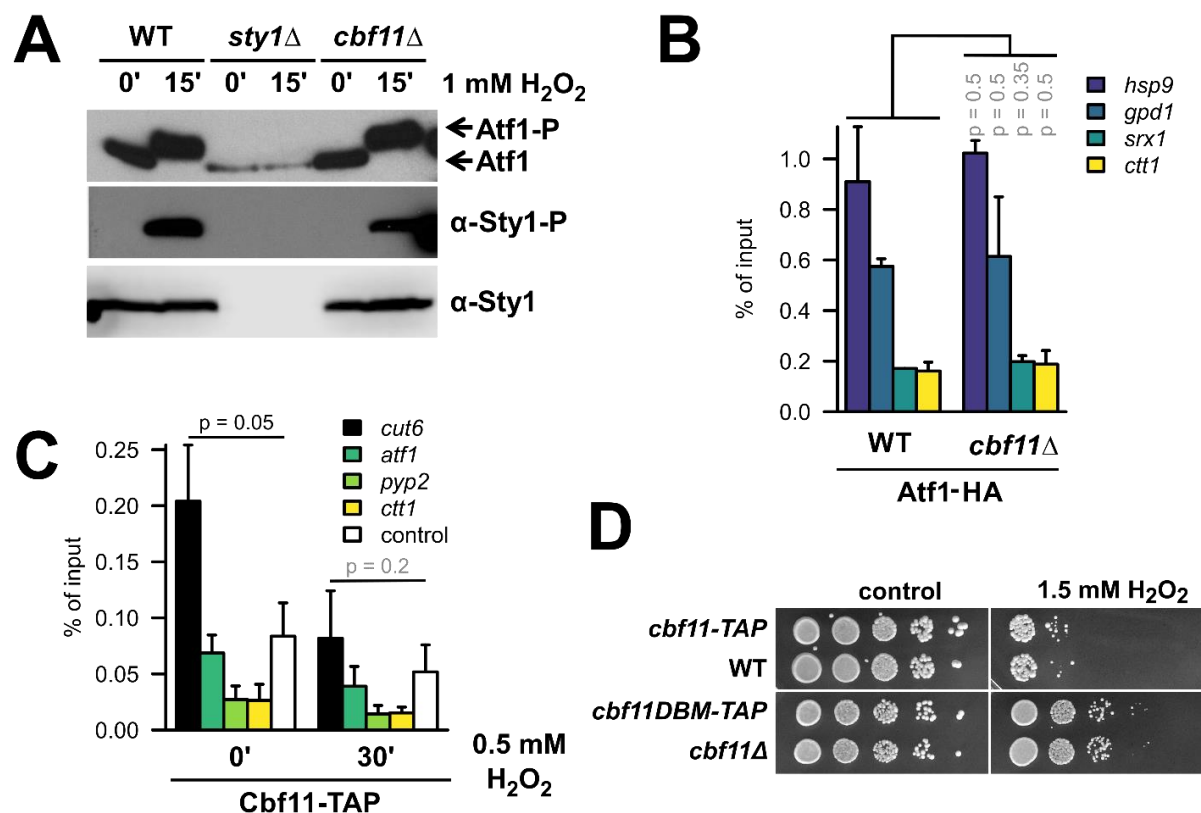 A
WT sty1Δ cbf11Δ
0' 15' 0' 15' 0' 15' 1 mM H₂O₂
Atf1-P
Atf1
α-Sty1-P
α-Sty1
B
p = 0.5
p = 0.5
p = 0.35
p = 0.5
hsp9
gpd1
srx1
ctt1
% of input
1.0
0.8
0.6
0.4
0.2
0.0
WT cbf11Δ
Atf1-HA
C
p = 0.05
cut6
atf1
pyp2
ctt1
control
p = 0.2
% of input
0.25
0.20
0.15
0.10
0.05
0.00
0' 30' 0.5 mM
H₂O₂
Cbf11-TAP
D
control 1.5 mM H₂O₂
cbf11-TAP
WT
cbf11DBM-TAP
cbf11Δ